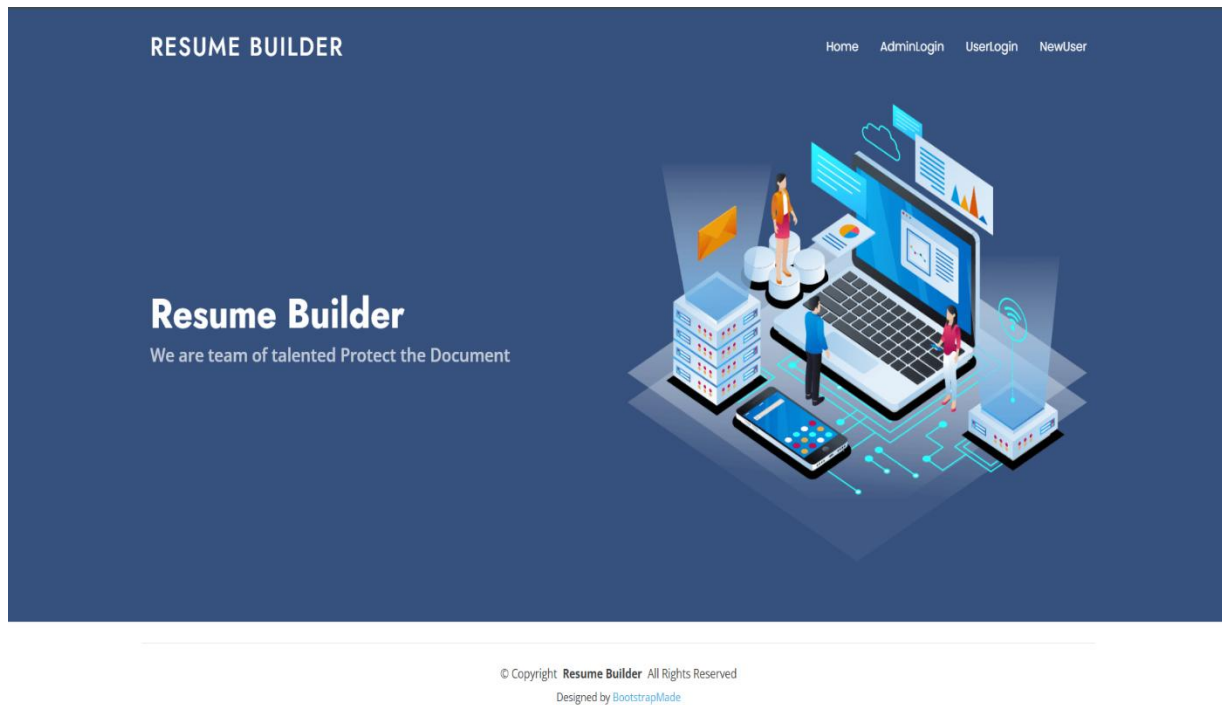 RESUME BUILDER
Home AdminLogin UserLogin NewUser
Resume Builder
We are team of talented Protect the Document
© Copyright Resume Builder All Rights Reserved
Designed by BootstrapMade